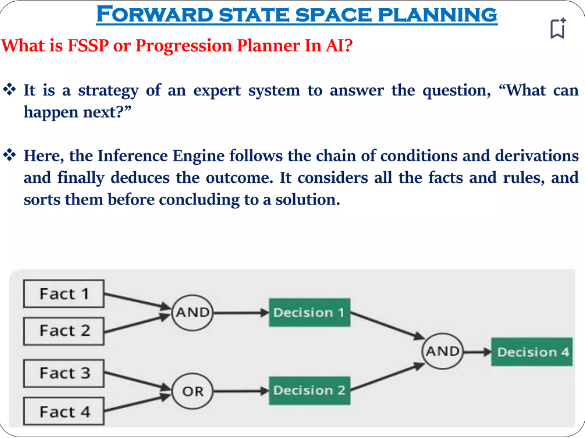 FORWARD STATE SPACE PLANNING
What is FSSP or Progression Planner In AI?
❖ It is a strategy of an expert system to answer the question, “What can
happen next?”
❖ Here, the Inference Engine follows the chain of conditions and derivations
and finally deduces the outcome. It considers all the facts and rules, and
sorts them before concluding to a solution.
Fact 1
Fact 2
AND
Decision 1
Fact 3
Fact 4
OR
Decision 2
AND
Decision 4